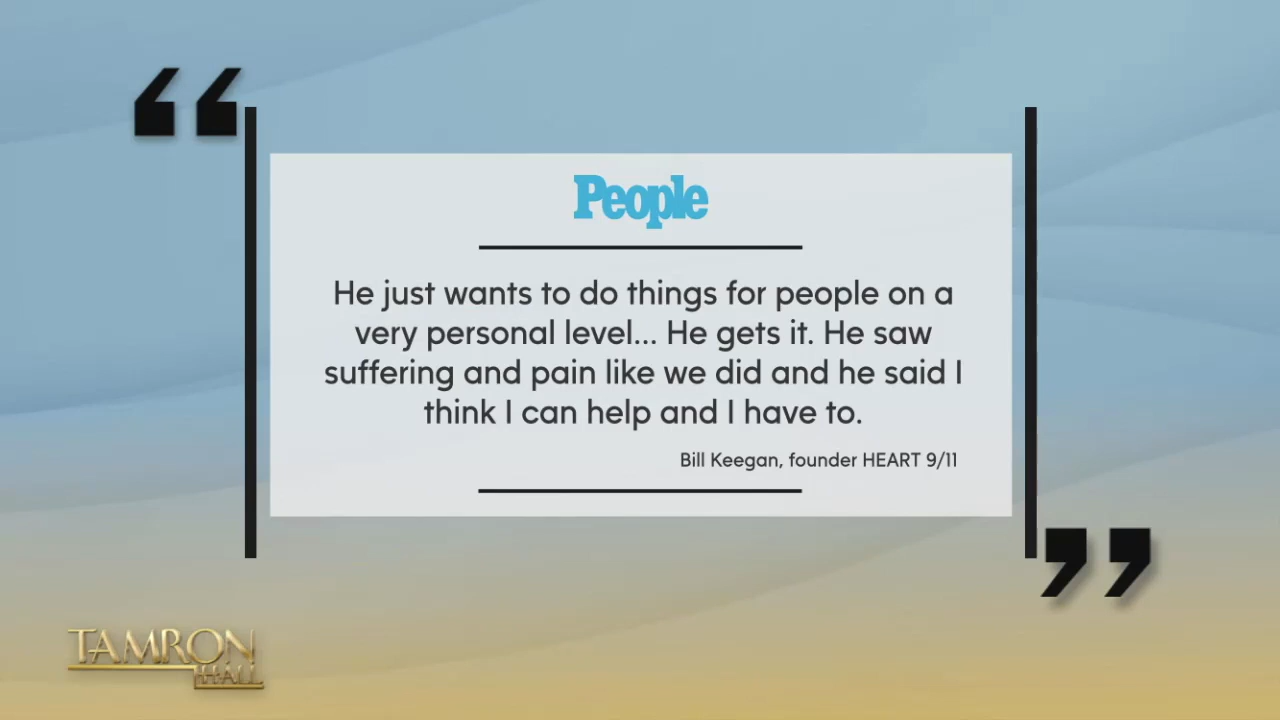 “
People
He just wants to do things for people on a
very personal level... He gets it. He saw
suffering and pain like we did and he said I
think I can help and I have to.
Bill Keegan, founder HEART 9/11
”
TAMRON
HALL